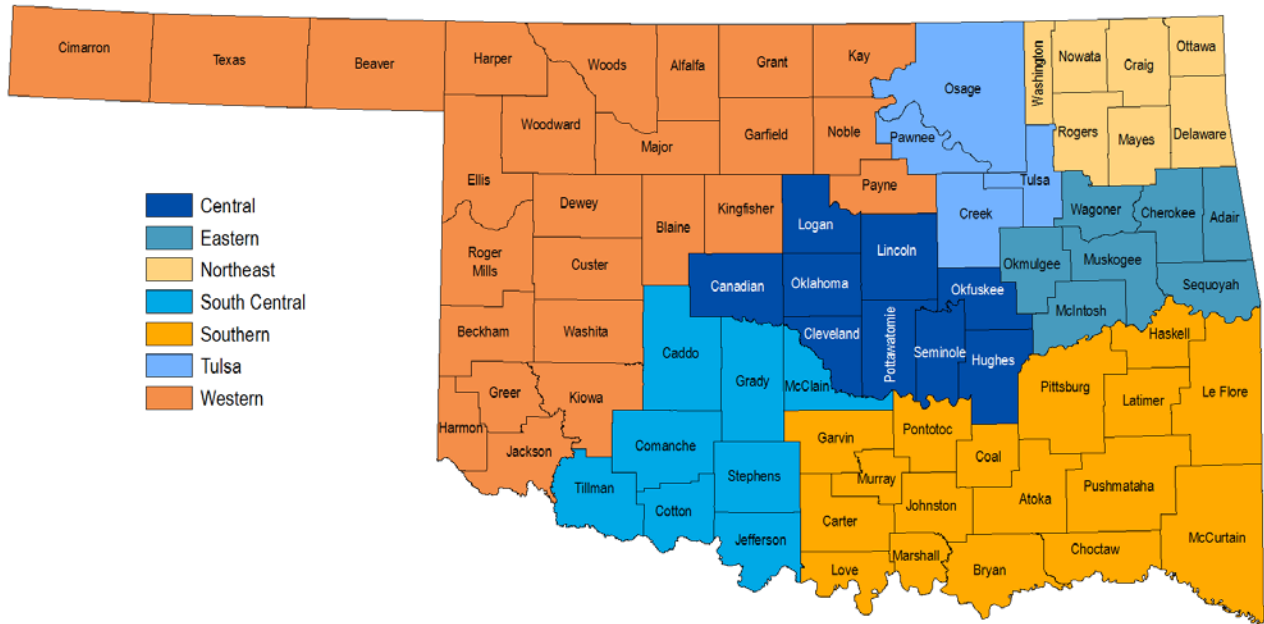 Cimarron
Texas
Beaver
Harper
Woods
Alfalfa
Grant
Kay
Osage
Washington
Nowata
Craig
Ottawa
Woodward
Major
Garfield
Noble
Pawnee
Rogers
Mayes
Delaware
Ellis
Dewey
Blaine
Kingfisher
Logan
Payne
Creek
Tulsa
Wagoner
Cherokee
Adair
Central
Eastern
Northeast
South Central
Southern
Tulsa
Western
Roger
Mills
Custer
Canadian
Oklahoma
Lincoln
Okfuskee
Okmulgee
Muskogee
Sequoyah
McIntosh
Beckham
Washita
Caddo
Grady
Cleveland
McClain
Pottawatomie
Seminole
Hughes
Haskell
Pittsburg
Latimer
Le Flore
Greer
Kiowa
Harmon
Jackson
Comanche
Garvin
Pontotoc
Coal
Tillman
Cotton
Stephens
Murray
Johnston
Atoka
Pushmataha
Jefferson
Carter
Love
Marshall
Bryan
Choctaw
McCurtain